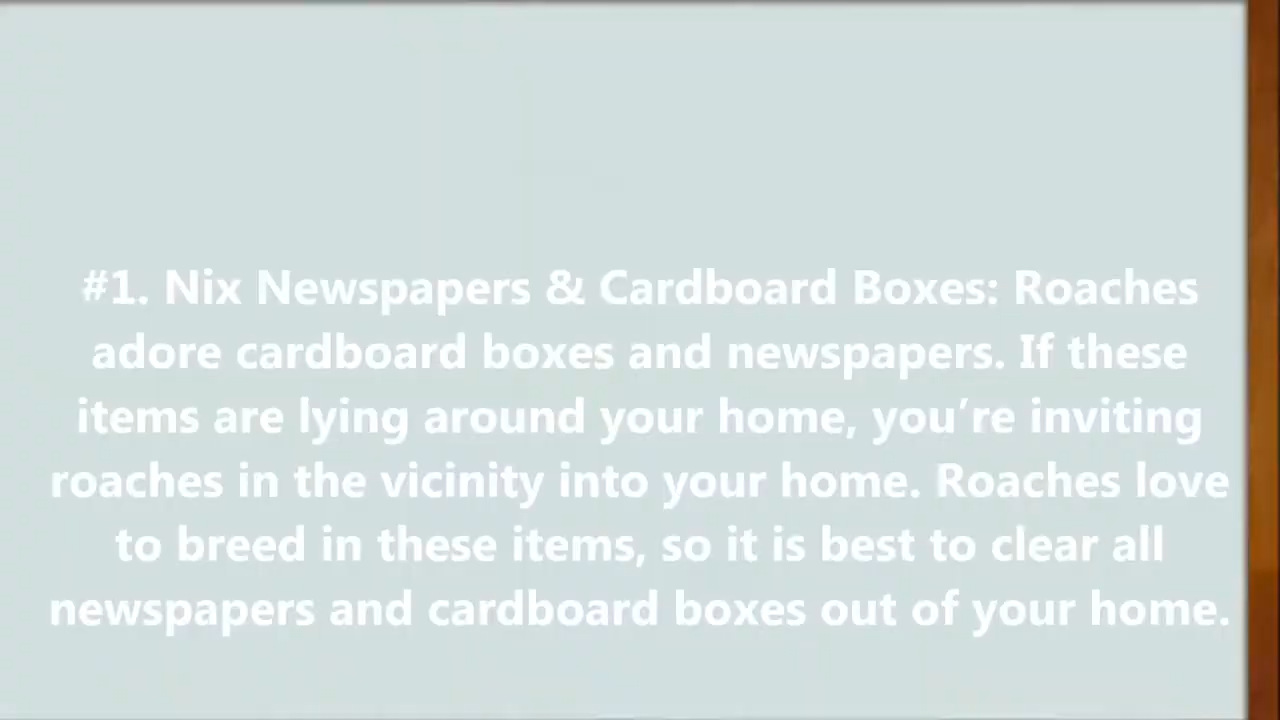 #1. Nix Newspapers & Cardboard Boxes: Roaches
adore cardboard boxes and newspapers. If these
items are lying around your home, you’re inviting
roaches in the vicinity into your home. Roaches love
to breed in these items, so it is best to clear all
newspapers and cardboard boxes out of your home.